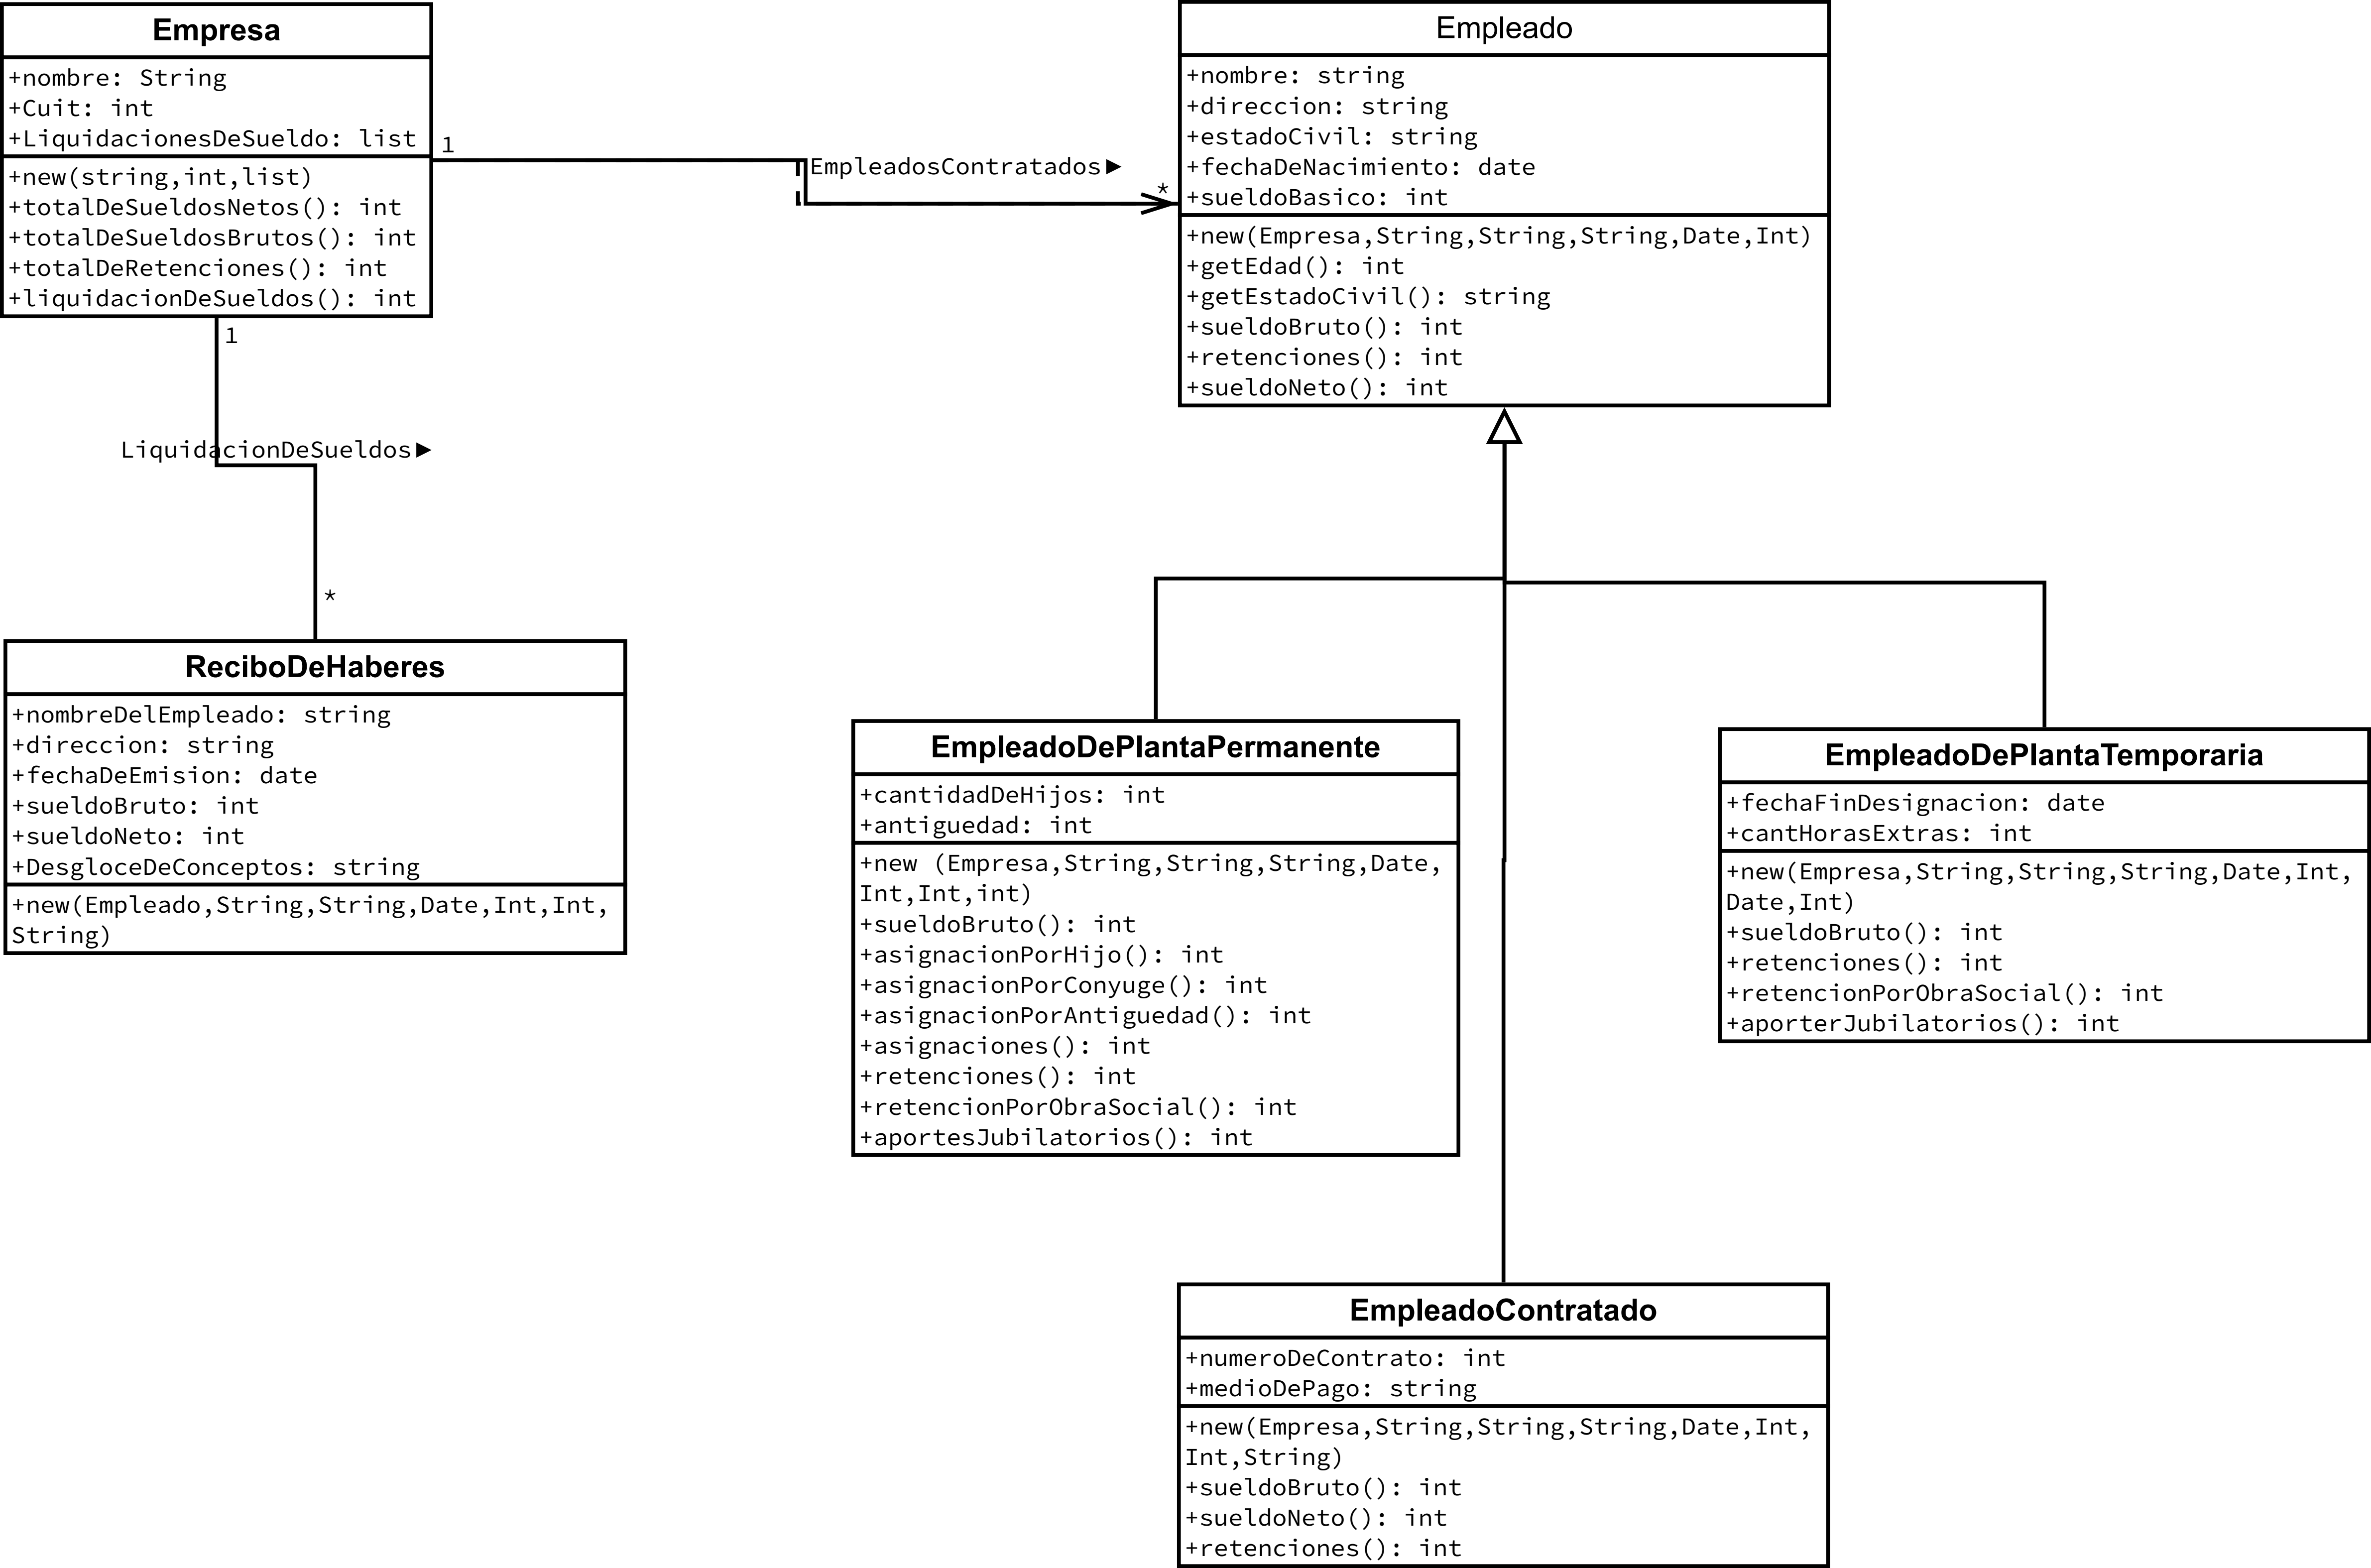 Empresa
+nombre: String
+Cuit: int
+LiquidacionesDeSueldo: list
+new(string,int,list)
+totalDeSueldosNetos(): int
+totalDeSueldosBrutos(): int
+totalDeRetenciones(): int
+liquidacionDeSueldos(): int
1
EmpleadosContratados►
*
Empleado
+nombre: string
+direccion: string
+estadoCivil: string
+fechaDeNacimiento: date
+sueldoBasico: int
+new(Empresa,String,String,String,Date,Int)
+getEdad(): int
+getEstadoCivil(): string
+sueldoBruto(): int
+retenciones(): int
+sueldoNeto(): int
1
LiquidacionDeSueldos►
*
ReciboDeHaberes
+nombreDelEmpleado: string
+direccion: string
+fechaDeEmision: date
+sueldoBruto: int
+sueldoNeto: int
+DesgloceDeConceptos: string
+new(Empleado,String,String,Date,Int,Int,
String)
EmpleadoDePlantaPermanente
+cantidadDeHijos: int
+antiguedad: int
+new (Empresa,String,String,String,Date,
Int,Int,int)
+sueldoBruto(): int
+asignacionPorHijo(): int
+asignacionPorConyuge(): int
+asignacionPorAntiguedad(): int
+asignaciones(): int
+retenciones(): int
+retencionPorObraSocial(): int
+aportesJubilatorios(): int
EmpleadoDePlantaTemporaria
+fechaFinDesignacion: date
+cantHorasExtras: int
+new(Empresa,String,String,String,Date,Int,
Date,Int)
+sueldoBruto(): int
+retenciones(): int
+retencionPorObraSocial(): int
+aporterJubilatorios(): int
EmpleadoContratado
+numeroDeContrato: int
+medioDePago: string
+new(Empresa,String,String,String,Date,Int,
Int,String)
+sueldoBruto(): int
+sueldoNeto(): int
+retenciones(): int